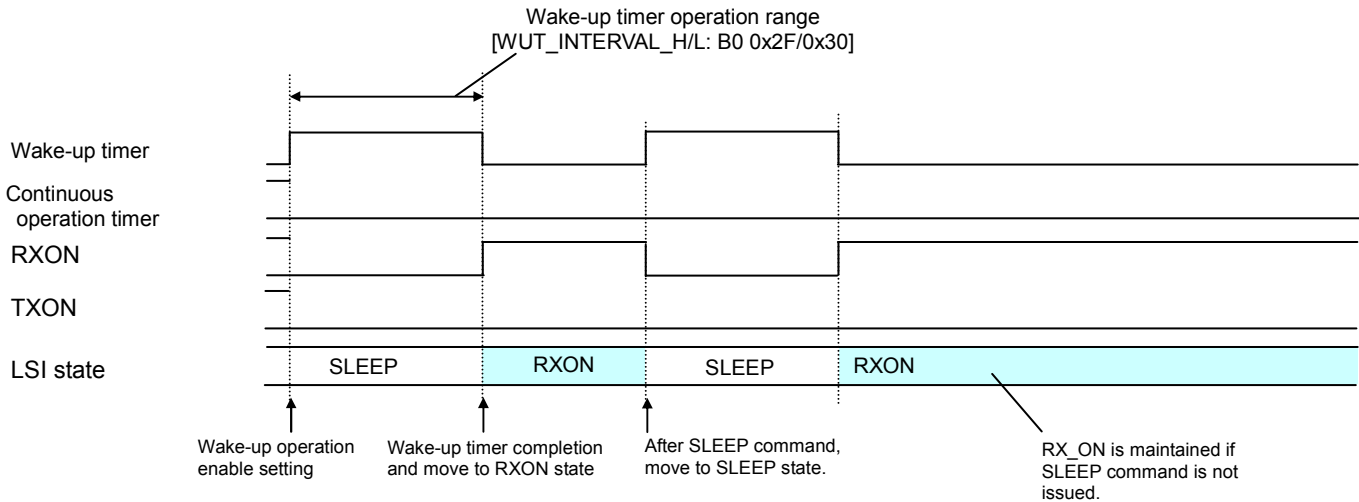 Wake-up timer operation range
[WUT_INTERVAL_H/L: B0 0x2F/0x30]
Wake-up timer
Continuous
operation timer
RXON
TXON
LSI state
SLEEP
RXON
SLEEP
RXON
Wake-up operation
enable setting
Wake-up timer completion
and move to RXON state
After SLEEP command,
move to SLEEP state.
RX_ON is maintained if
SLEEP command is not
issued.